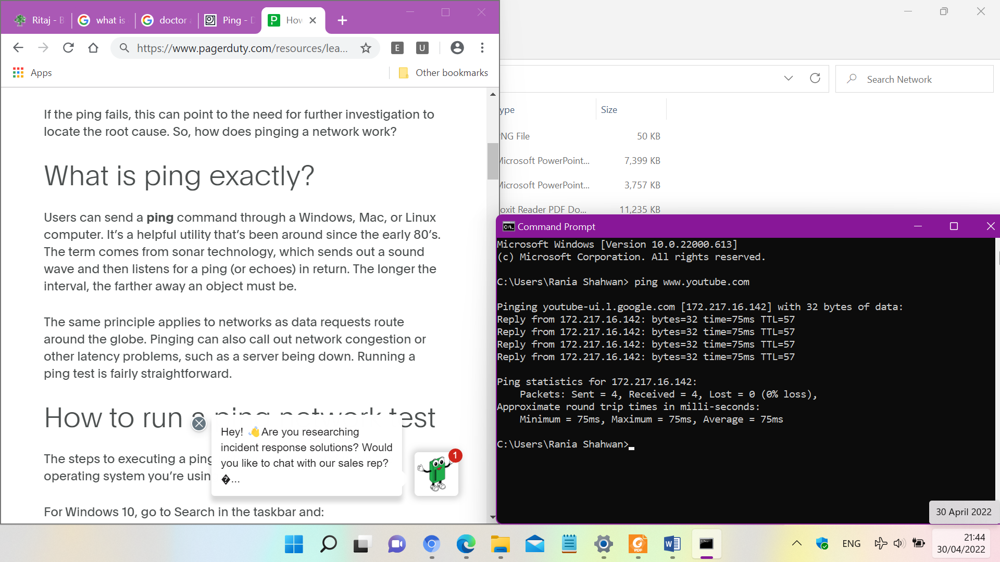 Ritaj - B
what is
doctor
Ping - D
How
https://www.pagerduty.com/resources/lea...
E
U
Apps
Other bookmarks
If the ping fails, this can point to the need for further investigation to
locate the root cause. So, how does pinging a network work?
What is ping exactly?
Users can send a ping command through a Windows, Mac, or Linux
computer. It's a helpful utility that's been around since the early 80's.
The term comes from sonar technology, which sends out a sound
wave and then listens for a ping (or echoes) in return. The longer the
interval, the farther away an object must be.
The same principle applies to networks as data requests route
around the globe. Pinging can also call out network congestion or
other latency problems, such as a server being down. Running a
ping test is fairly straightforward.
How to run a ping network test
The steps to executing a ping
operating system you're usin
For Windows 10, go to Search in the taskbar and:
Hey! 👋Are you researching
incident response solutions? Would
you like to chat with our sales rep?
�...
1
Search Network
ype
Size
NG File
50 KB
Microsoft PowerPoint...
7,399 KB
Microsoft PowerPoint...
3,757 KB
oxit Reader PDF Do...
11,235 KB
Command Prompt
Microsoft Windows [Version 10.0.22000.613]
(c) Microsoft Corporation. All rights reserved.
C:\Users\Rania Shahwan> ping www.youtube.com
Pinging youtube-ui.l.google.com [172.217.16.142] with 32 bytes of data:
Reply from 172.217.16.142: bytes=32 time=75ms TTL=57
Reply from 172.217.16.142: bytes=32 time=75ms TTL=57
Reply from 172.217.16.142: bytes=32 time=75ms TTL=57
Reply from 172.217.16.142: bytes=32 time=75ms TTL=57
Ping statistics for 172.217.16.142:
Packets: Sent = 4, Received = 4, Lost = 0 (0% loss),
Approximate round trip times in milli-seconds:
Minimum = 75ms, Maximum = 75ms, Average = 75ms
C:\Users\Rania Shahwan>
30 April 2022
PDF
ENG
21:44
30/04/2022